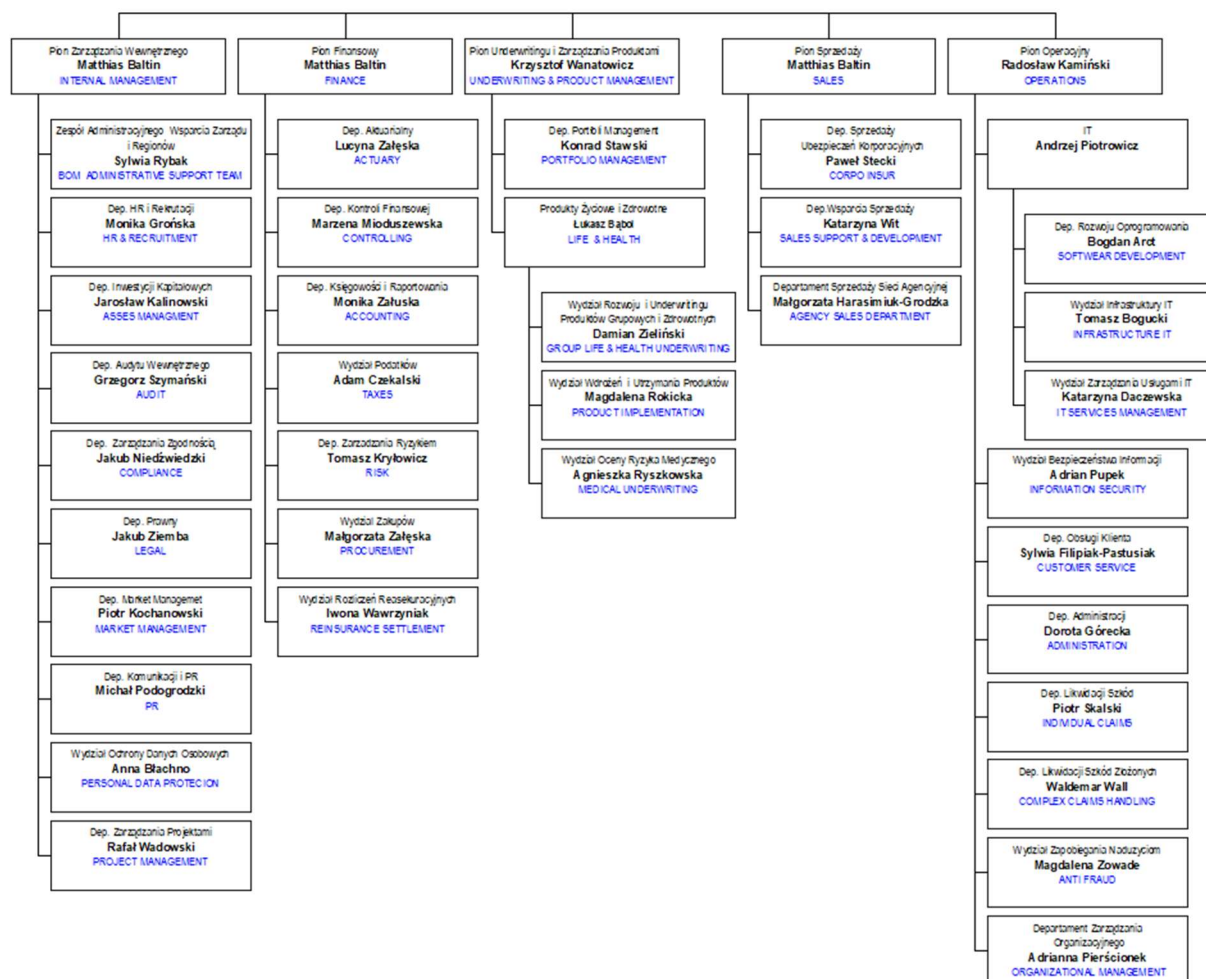 Pion Zarządzania Wewnętrznego
Matthias Baltin
INTERNAL MANAGEMENT
Zespół Administracyjnego Wsparcia Zarządu
i Regionów
Sylwia Rybak
BOM ADMINISTRATIVE SUPPORT TEAM
Dep. HR i Rekrutacji
Monika Grońska
HR & RECRUITMENT
Dep. Inwestycji Kapitałowych
Jarosław Kalinowski
ASSES MANAGMENT
Dep. Audytu Wewnętrznego
Grzegorz Szymański
AUDIT
Dep. Zarządzania Zgodnością
Jakub Niedźwiedzki
COMPLIANCE
Dep. Prawny
Jakub Ziemba
LEGAL
Dep. Market Managemet
Piotr Kochanowski
MARKET MANAGEMENT
Dep. Komunikacji i PR
Michał Podogrodzki
PR
Wydział Ochrony Danych Osobowych
Anna Błachno
PERSONAL DATA PROTECION
Dep. Zarządzania Projektami
Rafał Wadowski
PROJECT MANAGEMENT
Pion Finansowy
Matthias Baltin
FINANCE
Dep. Aktuarialny
Lucyna Załęska
ACTUARY
Dep. Kontroli Finansowej
Marzena Mioduszewska
CONTROLLING
Dep. Księgowości i Raportowania
Monika Załuska
ACCOUNTING
Wydział Podatków
Adam Czekalski
TAXES
Dep. Zarzadzania Ryzykiem
Tomasz Kryłowicz
RISK
Wydział Zakupów
Małgorzata Załęska
PROCUREMENT
Wydział Rozliczeń Reasekuracyjnych
Iwona Wawrzyniak
REINSURANCE SETTLEMENT
Pion Underwritingu i Zarządzania Produktami
Krzysztof Wanatowicz
UNDERWRITING & PRODUCT MANAGEMENT
Dep. Portfoli Management
Konrad Stawski
PORTFOLIO MANAGEMENT
Produkty Życiowe i Zdrowotne
Łukasz Bąbol
LIFE & HEALTH
Wydział Rozwoju i Underwritingu
Produktów Grupowych i Zdrowotnych
Damian Zieliński
GROUP LIFE & HEALTH UNDERWRITING
Wydział Wdrożeń i Utrzymania Produktów
Magdalena Rokicka
PRODUCT IMPLEMENTATION
Wydział Oceny Ryzyka Medycznego
Agnieszka Ryszkowska
MEDICAL UNDERWRITING
Pion Sprzedaży
Matthias Baltin
SALES
Dep. Sprzedaży
Ubezpieczeń Korporacyjnych
Paweł Stecki
CORPO INSUR
Dep.Wsparcia Sprzedaży
Katarzyna Wit
SALES SUPPORT & DEVELOPMENT
Departament Sprzedaży Sieci Agencyjnej
Małgorzata Harasimiuk-Grodzka
AGENCY SALES DEPARTMENT
Pion Operacyjny
Radosław Kamiński
OPERATIONS
IT
Andrzej Piotrowicz
Dep. Rozwoju Oprogramowania
Bogdan Arot
SOFTWEAR DEVELOPMENT
Wydział Infrastruktury IT
Tomasz Bogucki
INFRASTRUCTURE IT
Wydział Zarządzania Usługami IT
Katarzyna Daczewska
IT SERVICES MANAGEMENT
Wydział Bezpieczeństwa Informacji
Adrian Pupek
INFORMATION SECURITY
Dep. Obsługi Klienta
Sylwia Filipiak-Pastusiak
CUSTOMER SERVICE
Dep. Administracji
Dorota Górecka
ADMINISTRATION
Dep. Likwidacji Szkód
Piotr Skalski
INDIVIDUAL CLAIMS
Dep. Likwidacji Szkód Złożonych
Waldemar Wall
COMPLEX CLAIMS HANDLING
Wydział Zapobiegania Nadużyciom
Magdalena Zowade
ANTI FRAUD
Departament Zarządzania
Organizacyjnego
Adrianna Pierścionek
ORGANIZATIONAL MANAGEMENT